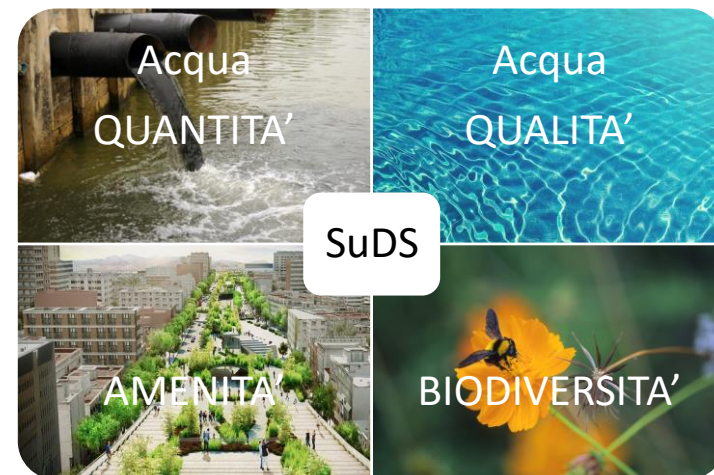 Acqua
QUANTITA’
Acqua
QUALITA’
SuDS
AMENITA’
BIODIVERSITA’